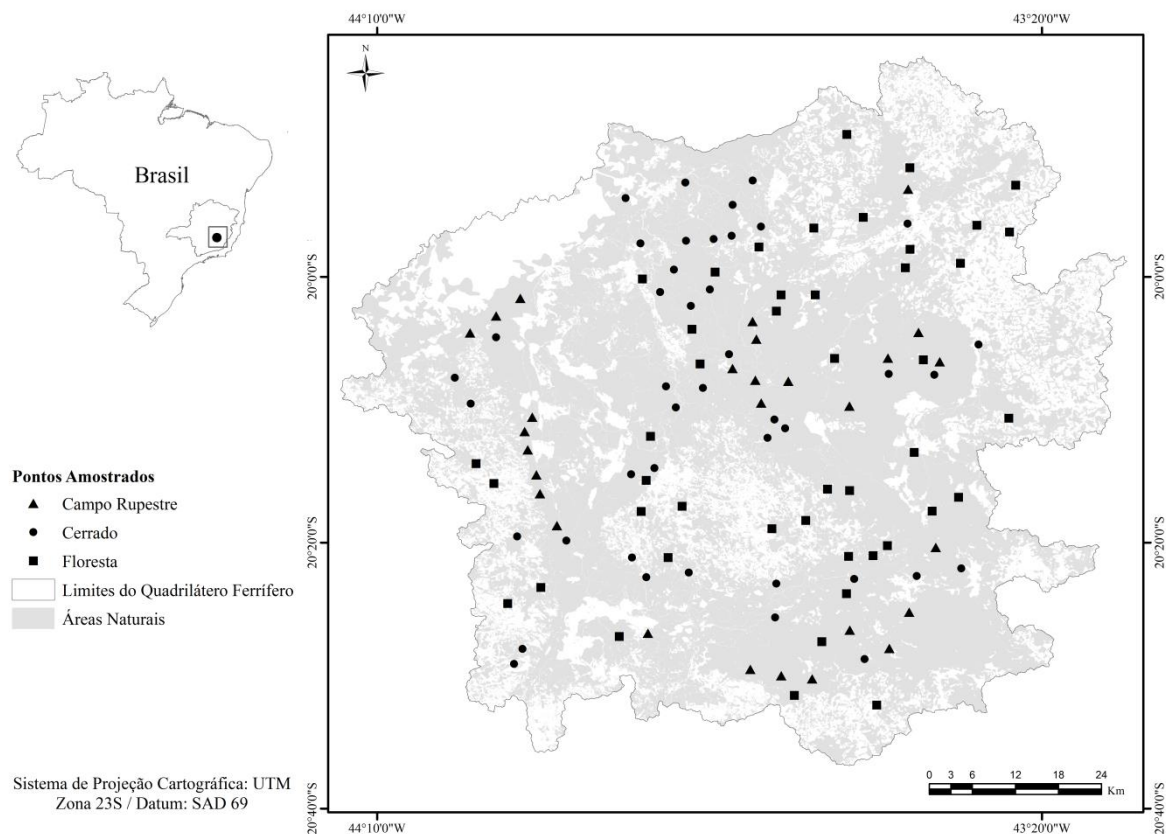 44°10'0"W
43°20'0"W
N
Brasil
20°0'0"S
20°0'0"S
Pontos Amostrados
Campo Rupestre
Cerrado
Floresta
Limites do Quadrilátero Ferrífero
Áreas Naturais
20°20'0"S
20°20'0"S
Sistema de Projeção Cartográfica: UTM
Zona 23S / Datum: SAD 69
0 3 6 12 18 24
Km
20°40'0"S
20°40'0"S
44°10'0"W
43°20'0"W